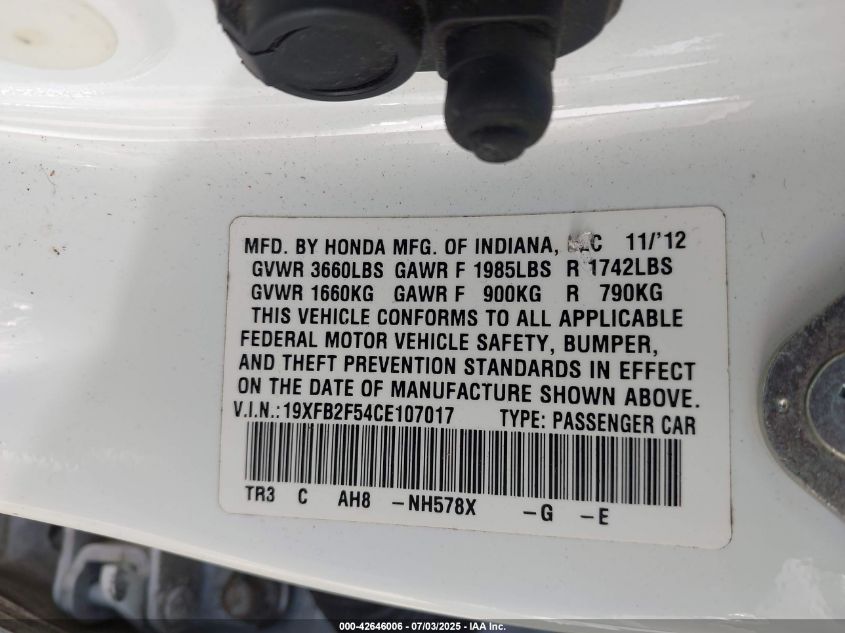 MFD. BY HONDA MFG. OF INDIANA, LLC 11/'12
GVWR 3660LBS GAWR F 1985LBS R 1742LBS
GVWR 1660KG GAWR F 900KG R 790KG
THIS VEHICLE CONFORMS TO ALL APPLICABLE
FEDERAL MOTOR VEHICLE SAFETY, BUMPER,
AND THEFT PREVENTION STANDARDS IN EFFECT
ON THE DATE OF MANUFACTURE SHOWN ABOVE.
V.I.N.:19XFB2F54CE107017 TYPE: PASSENGER CAR
TR3 C AH8 -NH578X -G -E
000-42646006 - 07/03/2025 - IAA Inc.